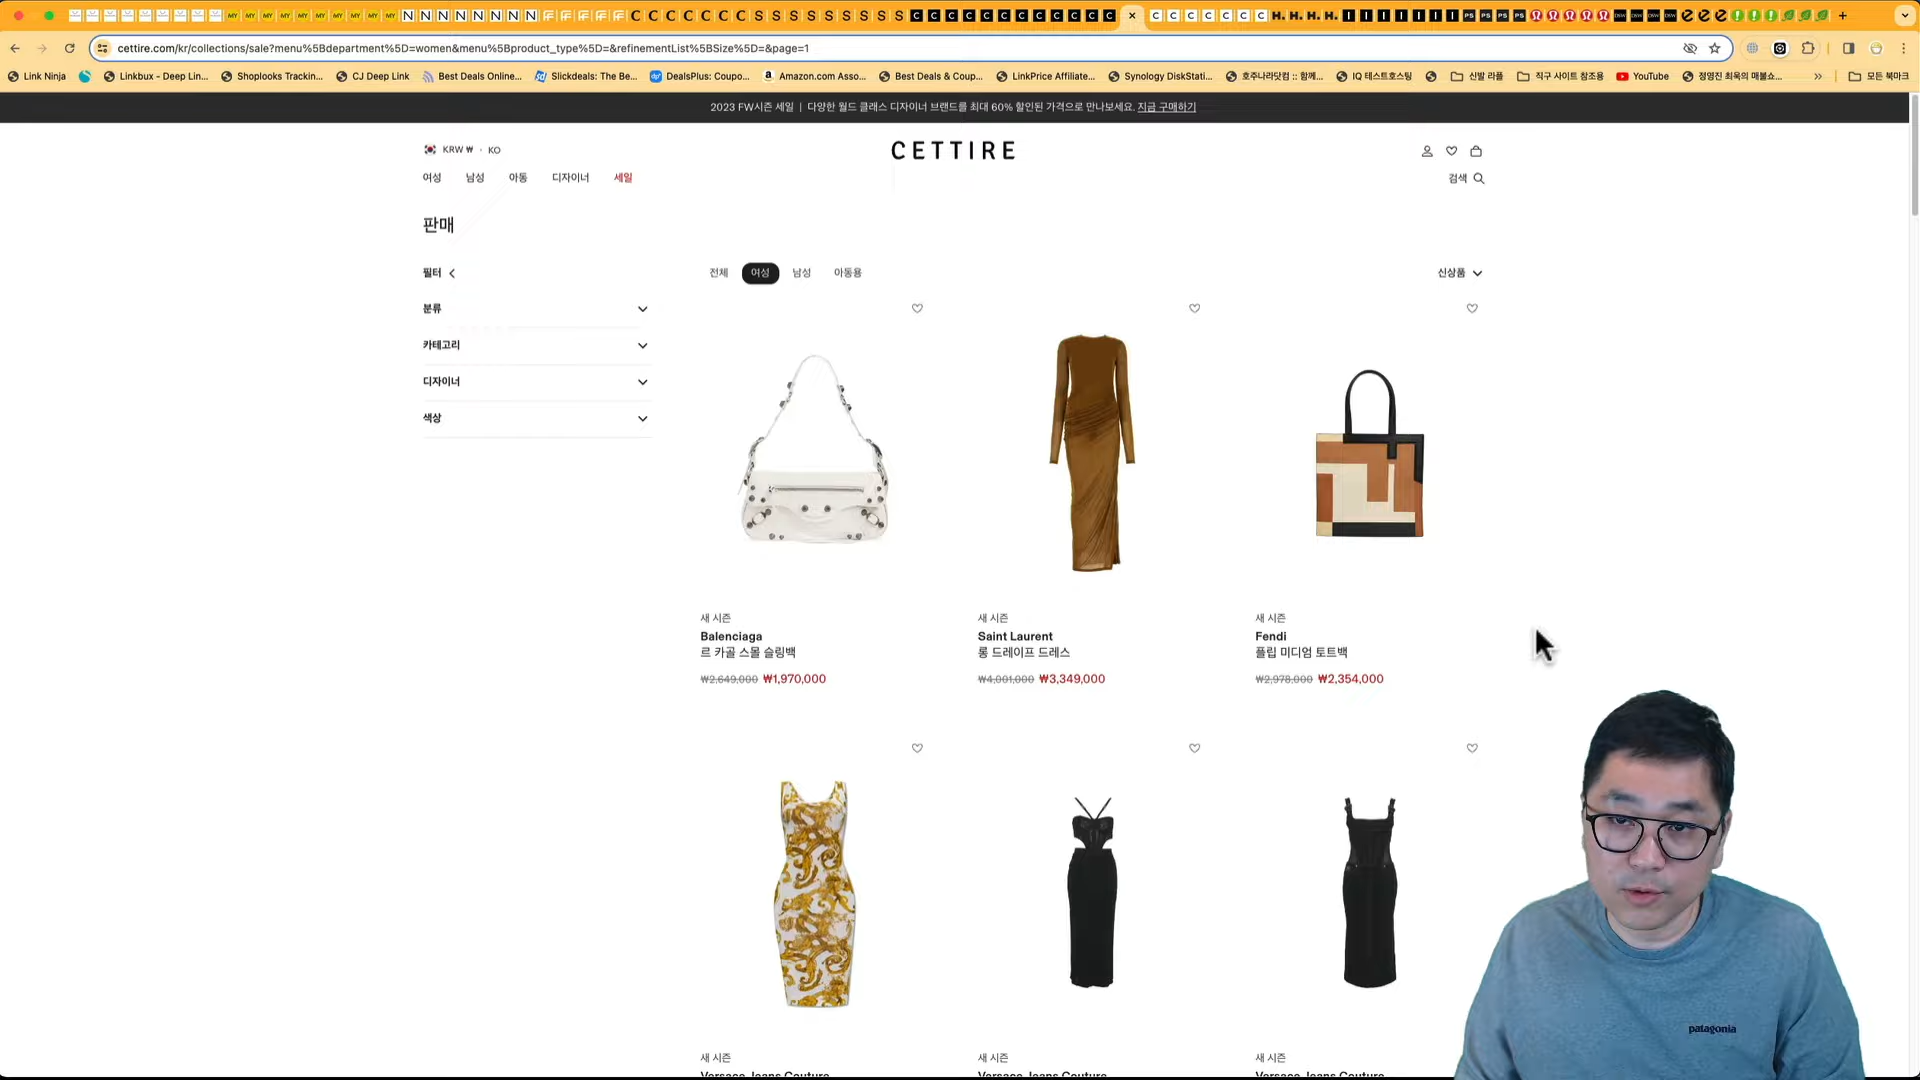 cettire.com/kr/collections/sale?menu%5Bdepartment%5D=women&menu%5Bproduct_type%5D=&refinementList%5BSize%5D=&page=1
Link Ninja
Linkbux - Deep Lin...
Shoplooks Trackin...
CJ Deep Link
Best Deals Online...
Slickdeals: The Be...
DealsPlus: Coupo...
Amazon.com Asso...
Best Deals & Coup...
LinkPrice Affiliate...
Synology DiskStati...
호주나라닷컴 :: 함께...
IQ 테스트호스팅
신발 라플
직구 사이트 참조용
YouTube
정영진 최욱의 매불쇼...
모든 북마크
2023 FW시즌 세일 | 다양한 월드 클래스 디자이너 브랜드를 최대 60% 할인된 가격으로 만나보세요. 지금 구매하기
KRW ₩ · KO
CETTIRE
여성 남성 아동 디자이너 세일
검색
판매
필터
전체 여성 남성 아동용
신상품
분류
카테고리
디자이너
색상
새 시즌
Balenciaga
르 카골 스몰 슬링백
₩2,649,000 ₩1,970,000
새 시즌
Saint Laurent
롱 드레이프 드레스
₩4,001,000 ₩3,349,000
새 시즌
Fendi
플립 미디엄 토트백
₩2,978,000 ₩2,354,000
새 시즌
Versace Jeans Couture
새 시즌
Versace Jeans Couture
새 시즌
Versace Jeans Couture
patagonia